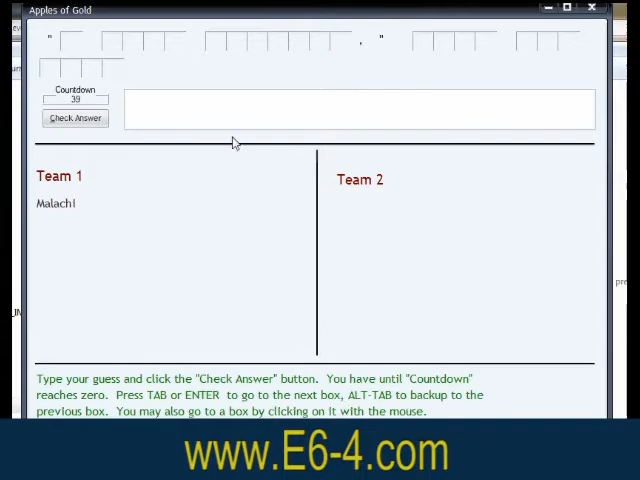 Apples of Gold
" , "
Countdown
39
Check Answer
Team 1
Team 2
Malachi
Type your guess and click the "Check Answer" button. You have until "Countdown"
reaches zero. Press TAB or ENTER to go to the next box, ALT-TAB to backup to the
previous box. You may also go to a box by clicking on it with the mouse.
www.E6-4.com